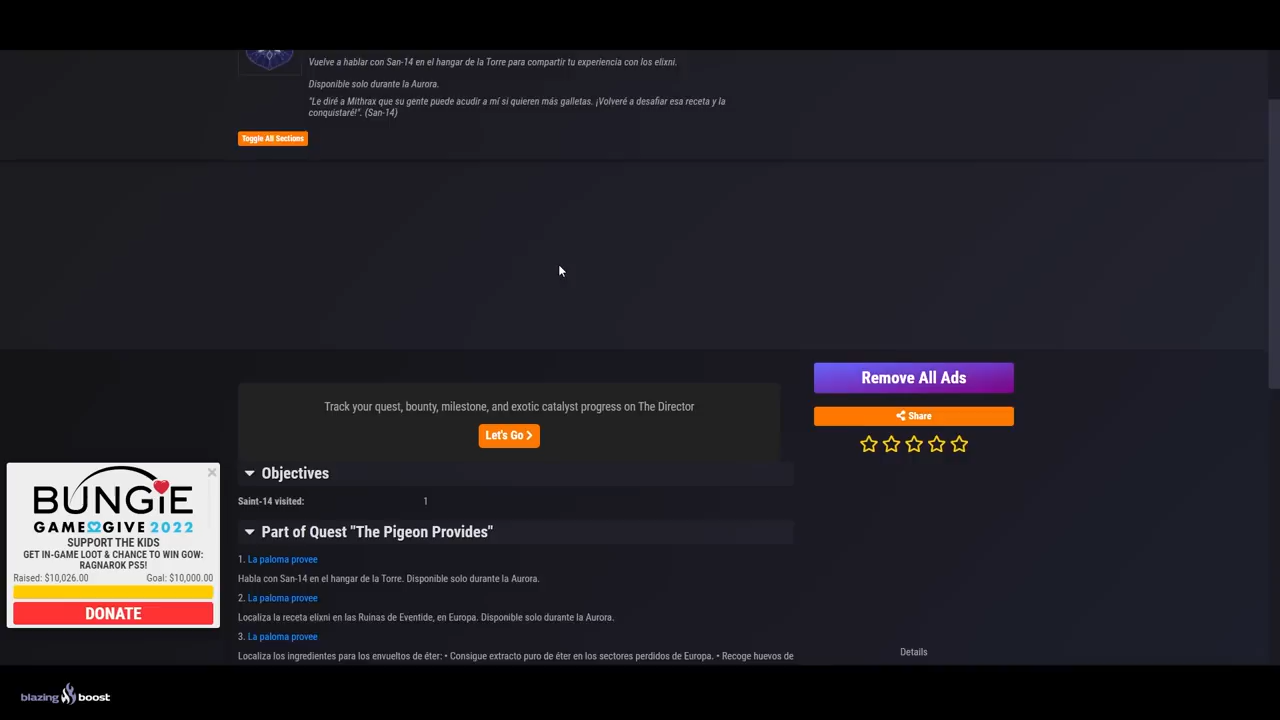 Vuelve a hablar con San-14 en el hangar de la Torre para compartir tu experiencia con los elixni.
Disponible solo durante la Aurora.
"Le diré a Mithrax que su gente puede acudir a mí si quieren más galletas. ¡Volveré a desafiar esa receta y la
conquistaré!". (San-14)
Toggle All Sections
Remove All Ads
Track your quest, bounty, milestone, and exotic catalyst progress on The Director
Share
Let's Go
Objectives
Saint-14 visited: 1
Part of Quest "The Pigeon Provides"
1. La paloma provee
Habla con San-14 en el hangar de la Torre. Disponible solo durante la Aurora.
2. La paloma provee
Localiza la receta elixni en las Ruinas de Eventide, en Europa. Disponible solo durante la Aurora.
3. La paloma provee
Localiza los ingredientes para los envueltos de éter: • Consigue extracto puro de éter en los sectores perdidos de Europa. • Recoge huevos de
Details
BUNGIE
GAME GIVE 2022
SUPPORT THE KIDS
GET IN-GAME LOOT & CHANCE TO WIN GOW:
RAGNAROK PS5!
Raised: $10,026.00 Goal: $10,000.00
DONATE
blazing boost